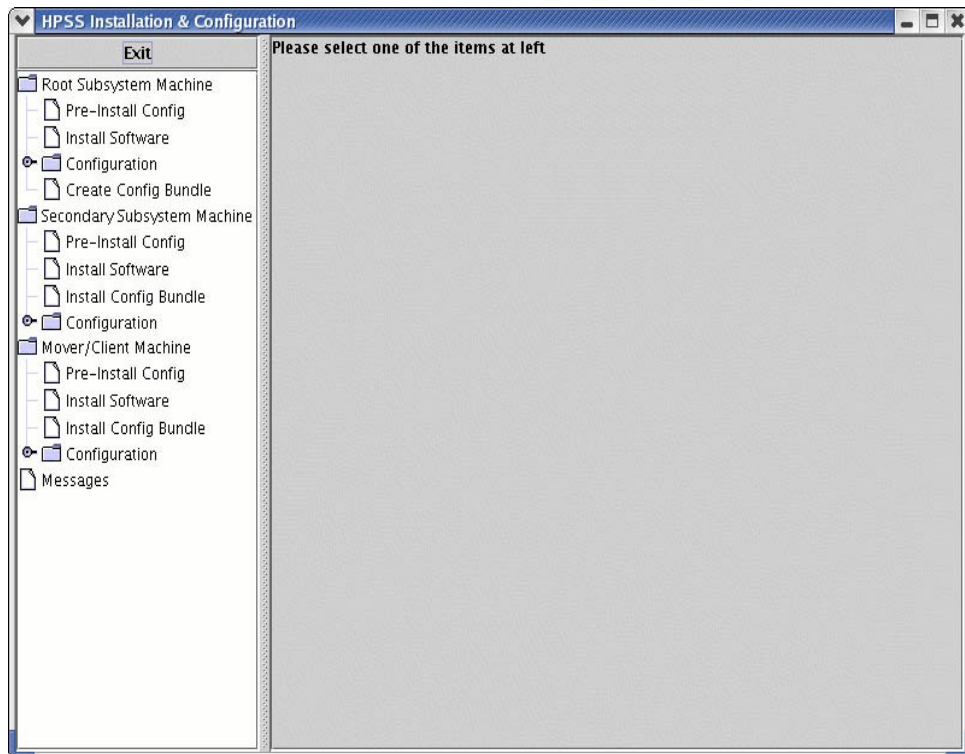 HPSS Installation & Configuration
Exit
Please select one of the items at left
Root Subsystem Machine
Pre-Install Config
Install Software
Configuration
Create Config Bundle
Secondary Subsystem Machine
Pre-Install Config
Install Software
Install Config Bundle
Configuration
Mover/Client Machine
Pre-Install Config
Install Software
Install Config Bundle
Configuration
Messages